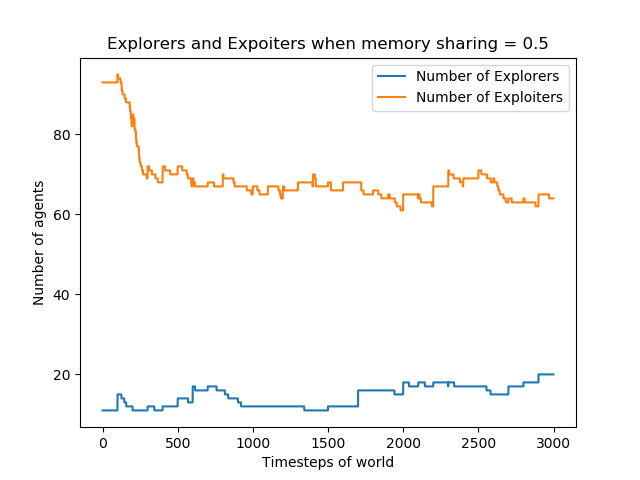 Explorers and Expoiters when memory sharing = 0.5
Number of Explorers
Number of Exploiters
Number of agents
80
60
40
20
0 500 1000 1500 2000 2500 3000
Timesteps of world